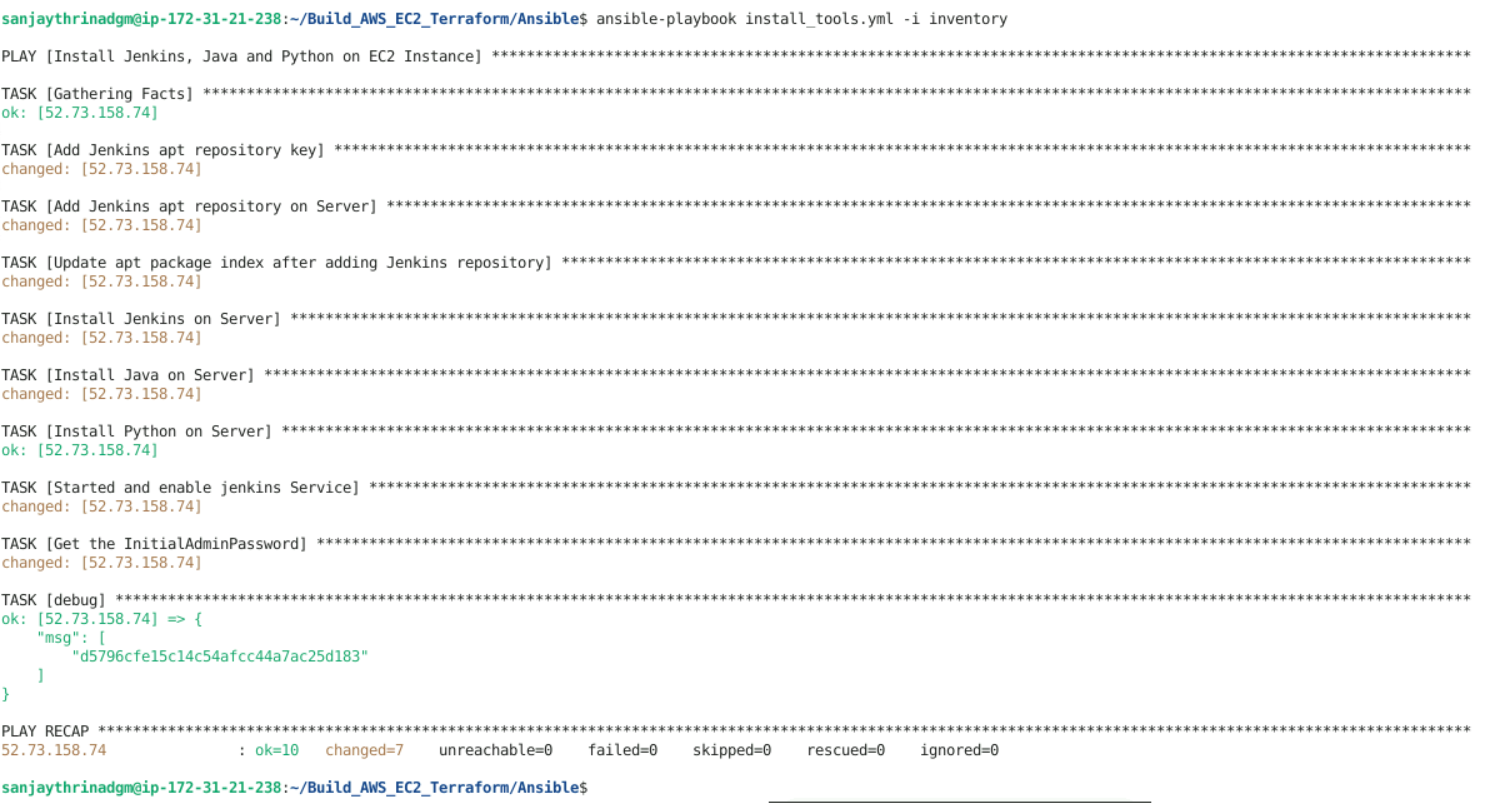 sanjaythrinadgm@ip-172-31-21-238:~/Build_AWS_EC2_Terraform/Ansible$ ansible-playbook install_tools.yml -i inventory
PLAY [Install Jenkins, Java and Python on EC2 Instance] ****************************************************************************************************************
TASK [Gathering Facts] *************************************************************************************************************************************************
ok: [52.73.158.74]
TASK [Add Jenkins apt repository key] **********************************************************************************************************************************
changed: [52.73.158.74]
TASK [Add Jenkins apt repository on Server] ****************************************************************************************************************************
changed: [52.73.158.74]
TASK [Update apt package index after adding Jenkins repository] ********************************************************************************************************
changed: [52.73.158.74]
TASK [Install Jenkins on Server] ***************************************************************************************************************************************
changed: [52.73.158.74]
TASK [Install Java on Server] ******************************************************************************************************************************************
changed: [52.73.158.74]
TASK [Install Python on Server] ****************************************************************************************************************************************
ok: [52.73.158.74]
TASK [Started and enable jenkins Service] ******************************************************************************************************************************
changed: [52.73.158.74]
TASK [Get the InitialAdminPassword] ************************************************************************************************************************************
changed: [52.73.158.74]
TASK [debug] ***********************************************************************************************************************************************************
ok: [52.73.158.74] => {
    "msg": [
        "d5796cfe15c14c54afcc44a7ac25d183"
    ]
}
PLAY RECAP *************************************************************************************************************************************************************
52.73.158.74               : ok=10   changed=7    unreachable=0    failed=0    skipped=0    rescued=0    ignored=0
sanjaythrinadgm@ip-172-31-21-238:~/Build_AWS_EC2_Terraform/Ansible$